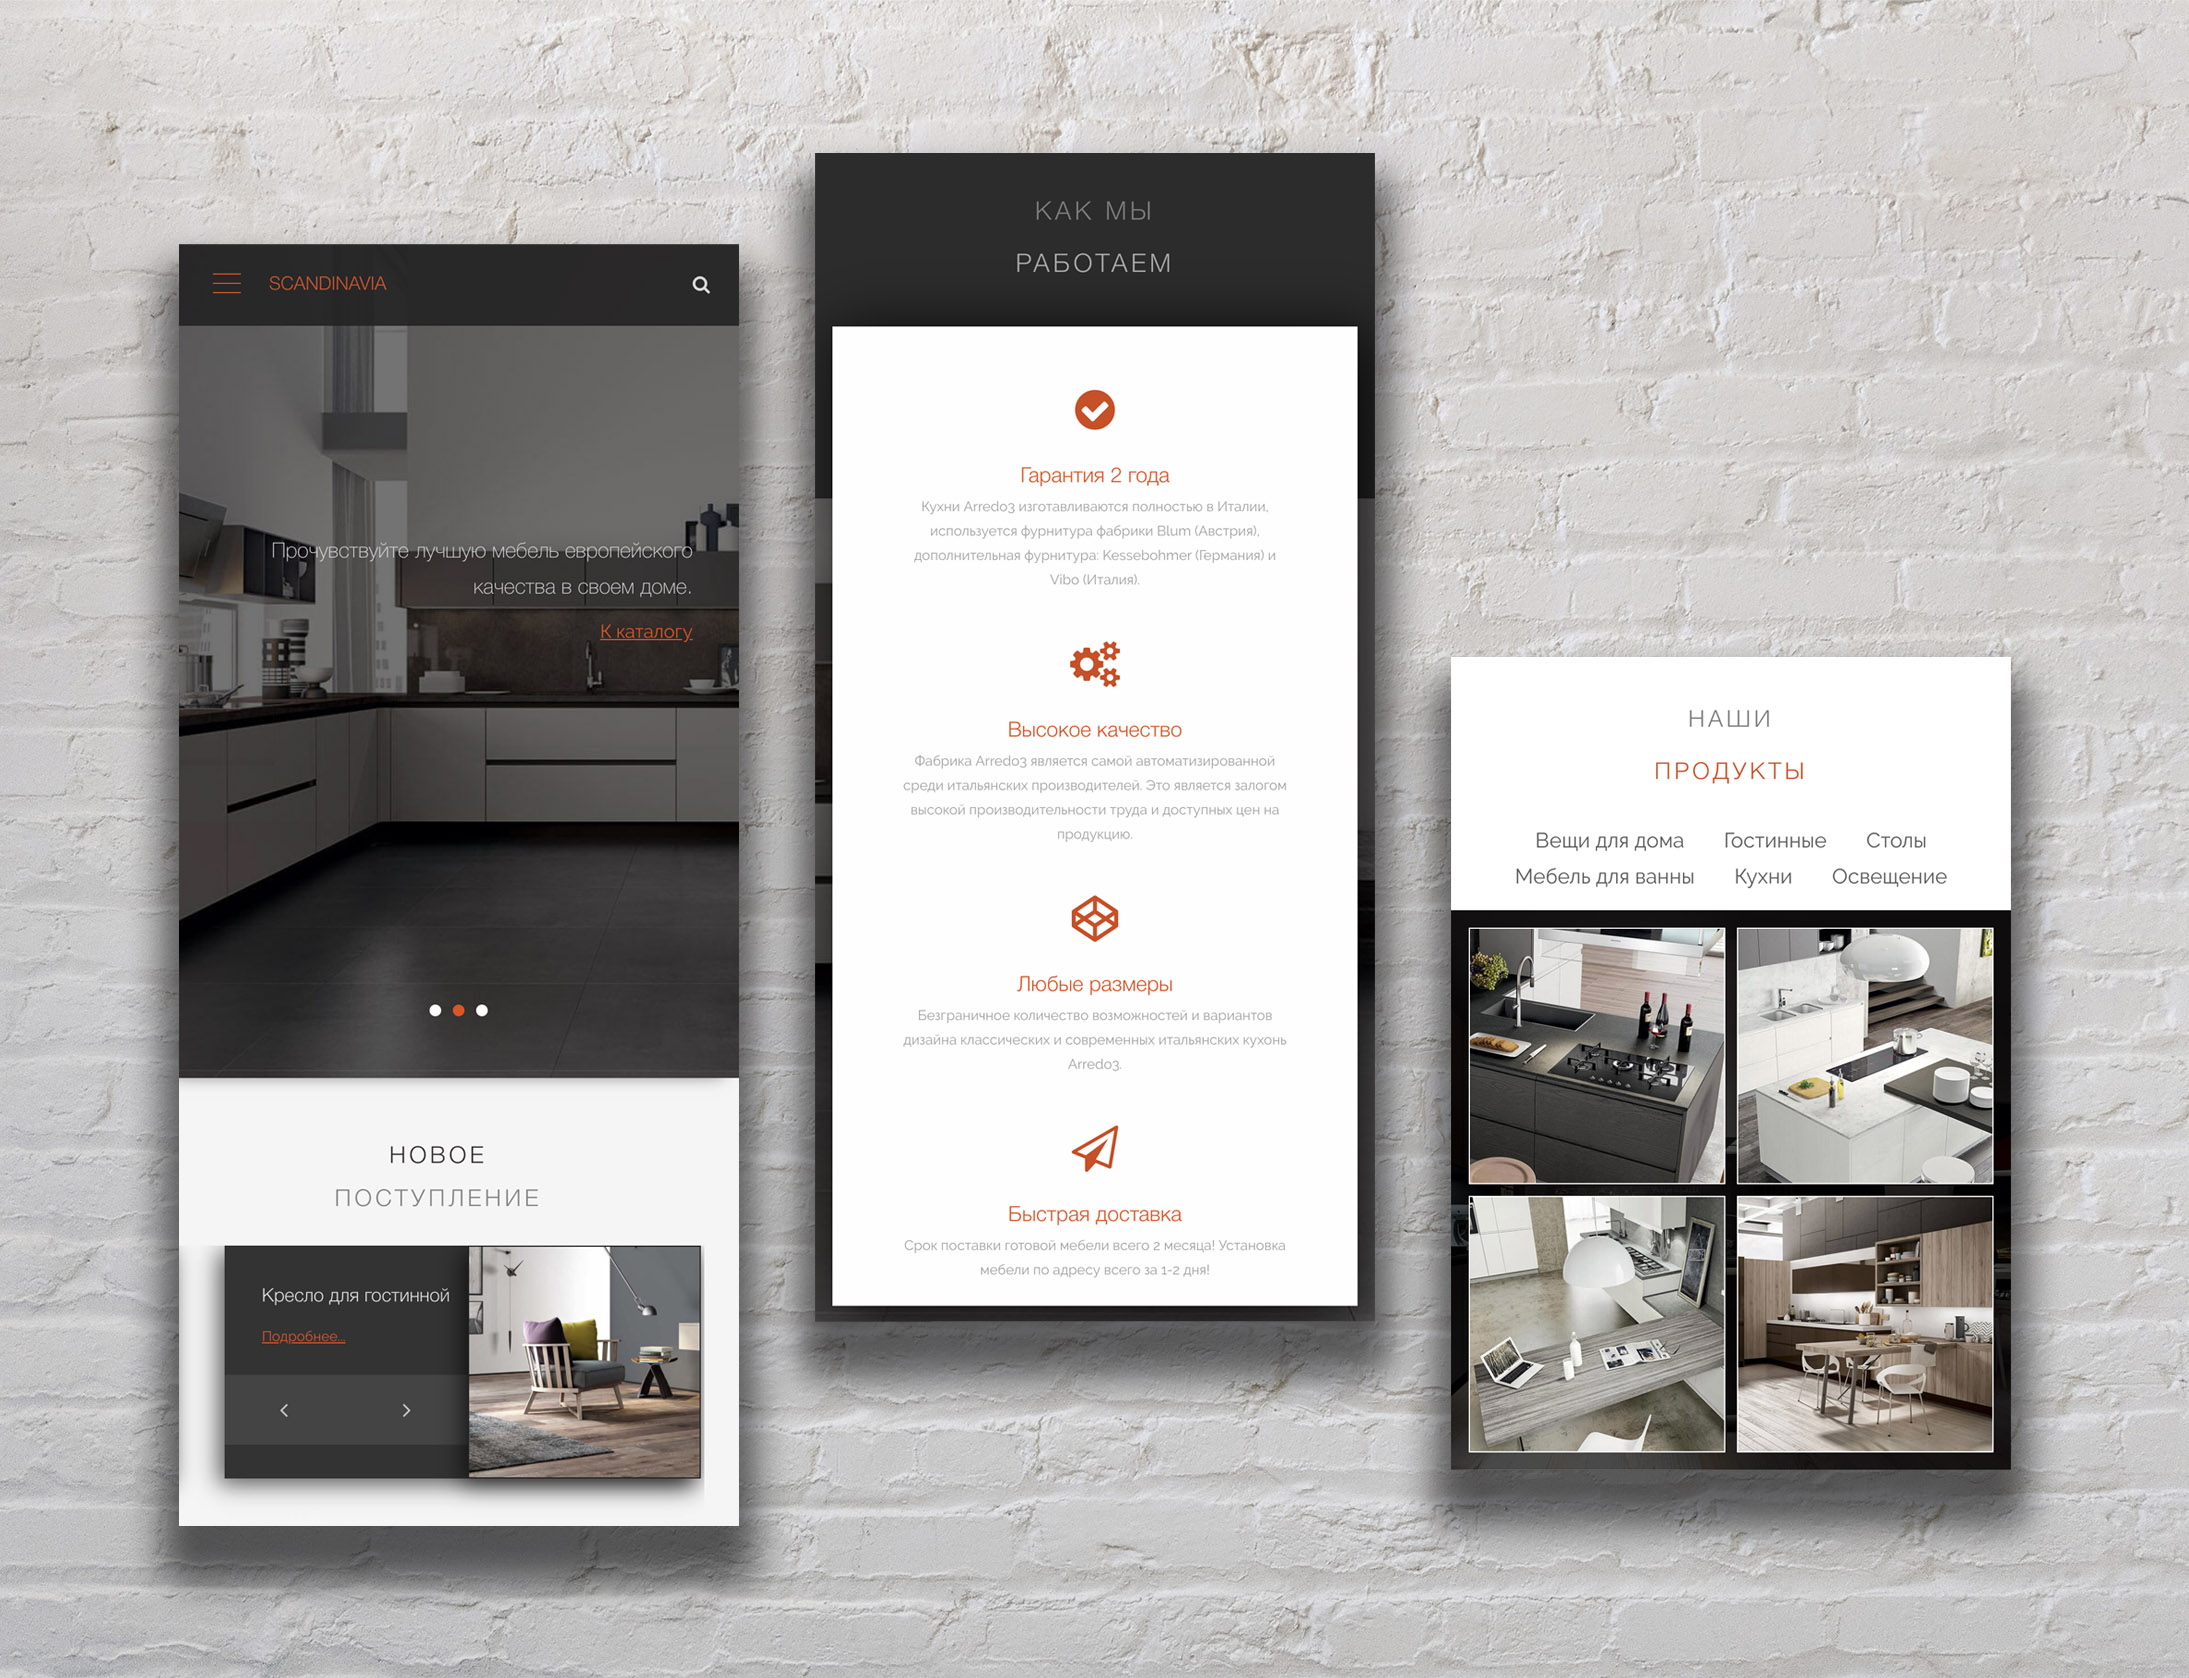 SCANDINAVIA
Прочувствуйте лучшую мебель европейского
качества в своем доме.
К каталогу
НОВОЕ
ПОСТУПЛЕНИЕ
Кресло для гостинной
Подробнее...
КАК МЫ
РАБОТАЕМ
Гарантия 2 года
Кухни Arredo3 изготавливаются полностью в Италии,
используется фурнитура фабрики Blum (Австрия),
дополнительная фурнитура: Kessebohmer (Германия) и
Vibo (Италия).
Высокое качество
Фабрика Arredo3 является самой автоматизированной
среди итальянских производителей. Это является залогом
высокой производительности труда и доступных цен на
продукцию.
Любые размеры
Безграничное количество возможностей и вариантов
дизайна классических и современных итальянских кухонь
Arredo3.
Быстрая доставка
Срок поставки готовой мебели всего 2 месяца! Установка
мебели по адресу всего за 1-2 дня!
НАШИ
ПРОДУКТЫ
Вещи для дома Гостинные Столы
Мебель для ванны Кухни Освещение